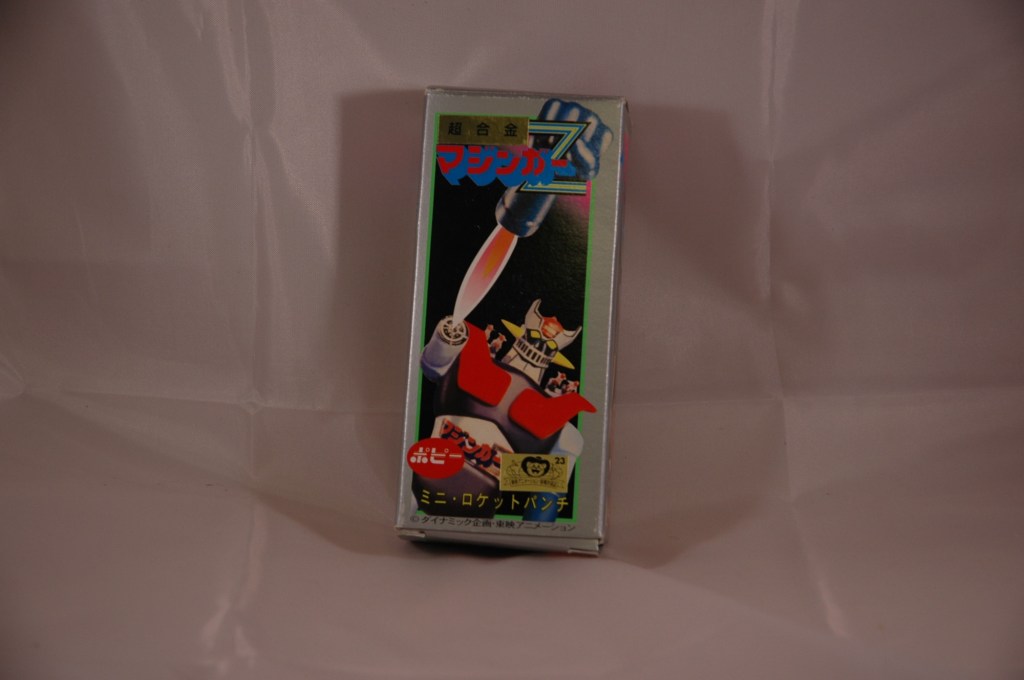 超合金
マジンガーZ
マジンガー
ポピー
23
ミニ・ロケットパンチ
©ダイナミック企画・東映アニメーション